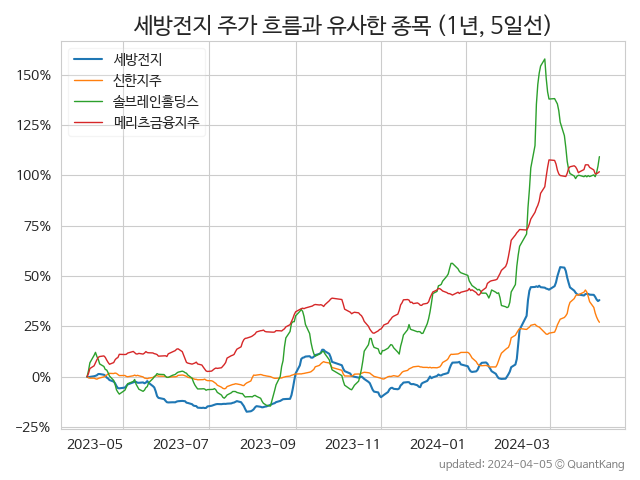 세방전지 주가 흐름과 유사한 종목 (1년, 5일선)
세방전지
신한지주
솔브레인홀딩스
메리츠금융지주
150%
125%
100%
75%
50%
25%
0%
−25%
2023-05 2023-07 2023-09 2023-11 2024-01 2024-03
updated: 2024-04-05 © QuantKang